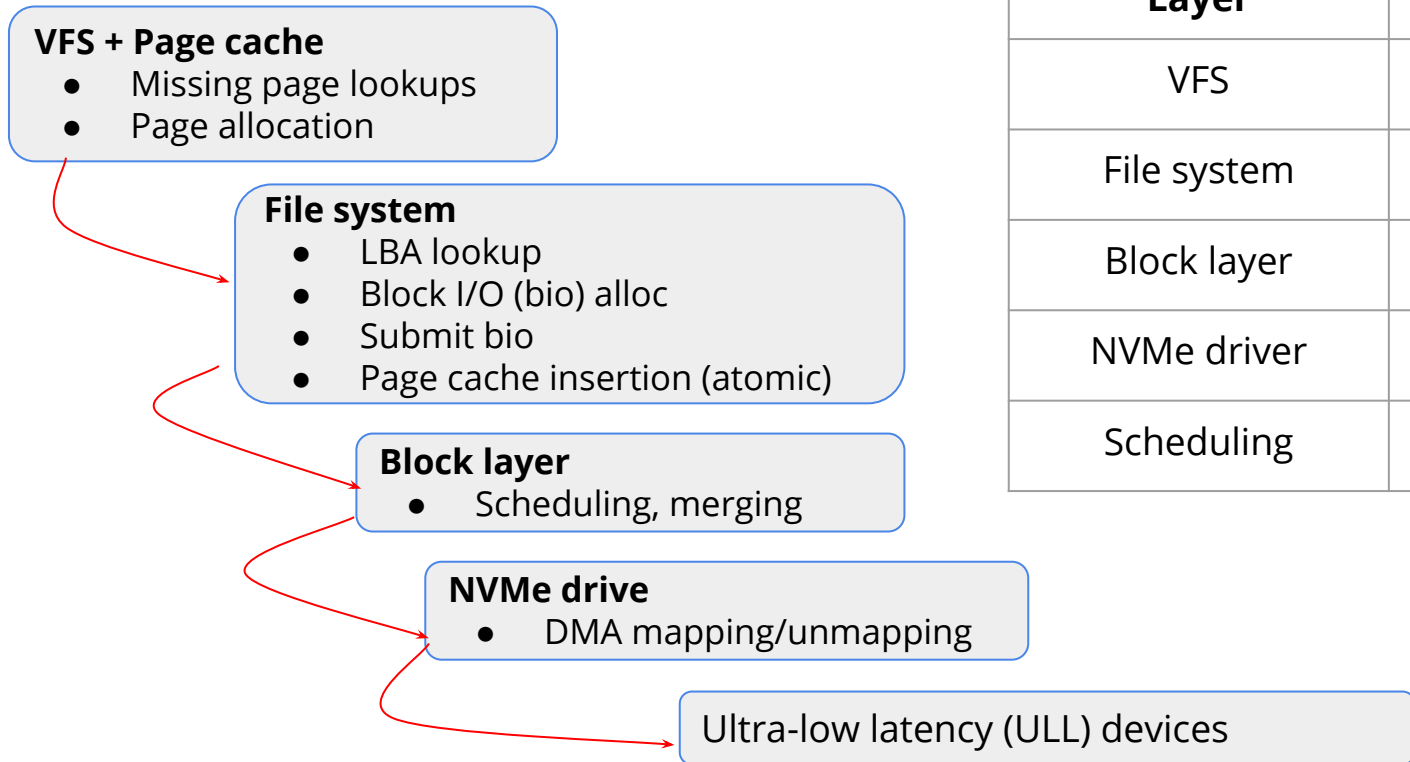 VFS + Page cache
● Missing page lookups
● Page allocation
File system
● LBA lookup
● Block I/O (bio) alloc
● Submit bio
● Page cache insertion (atomic)
Block layer
● Scheduling, merging
NVMe drive
● DMA mapping/unmapping
Ultra-low latency (ULL) devices
Layer
VFS
File system
Block layer
NVMe driver
Scheduling